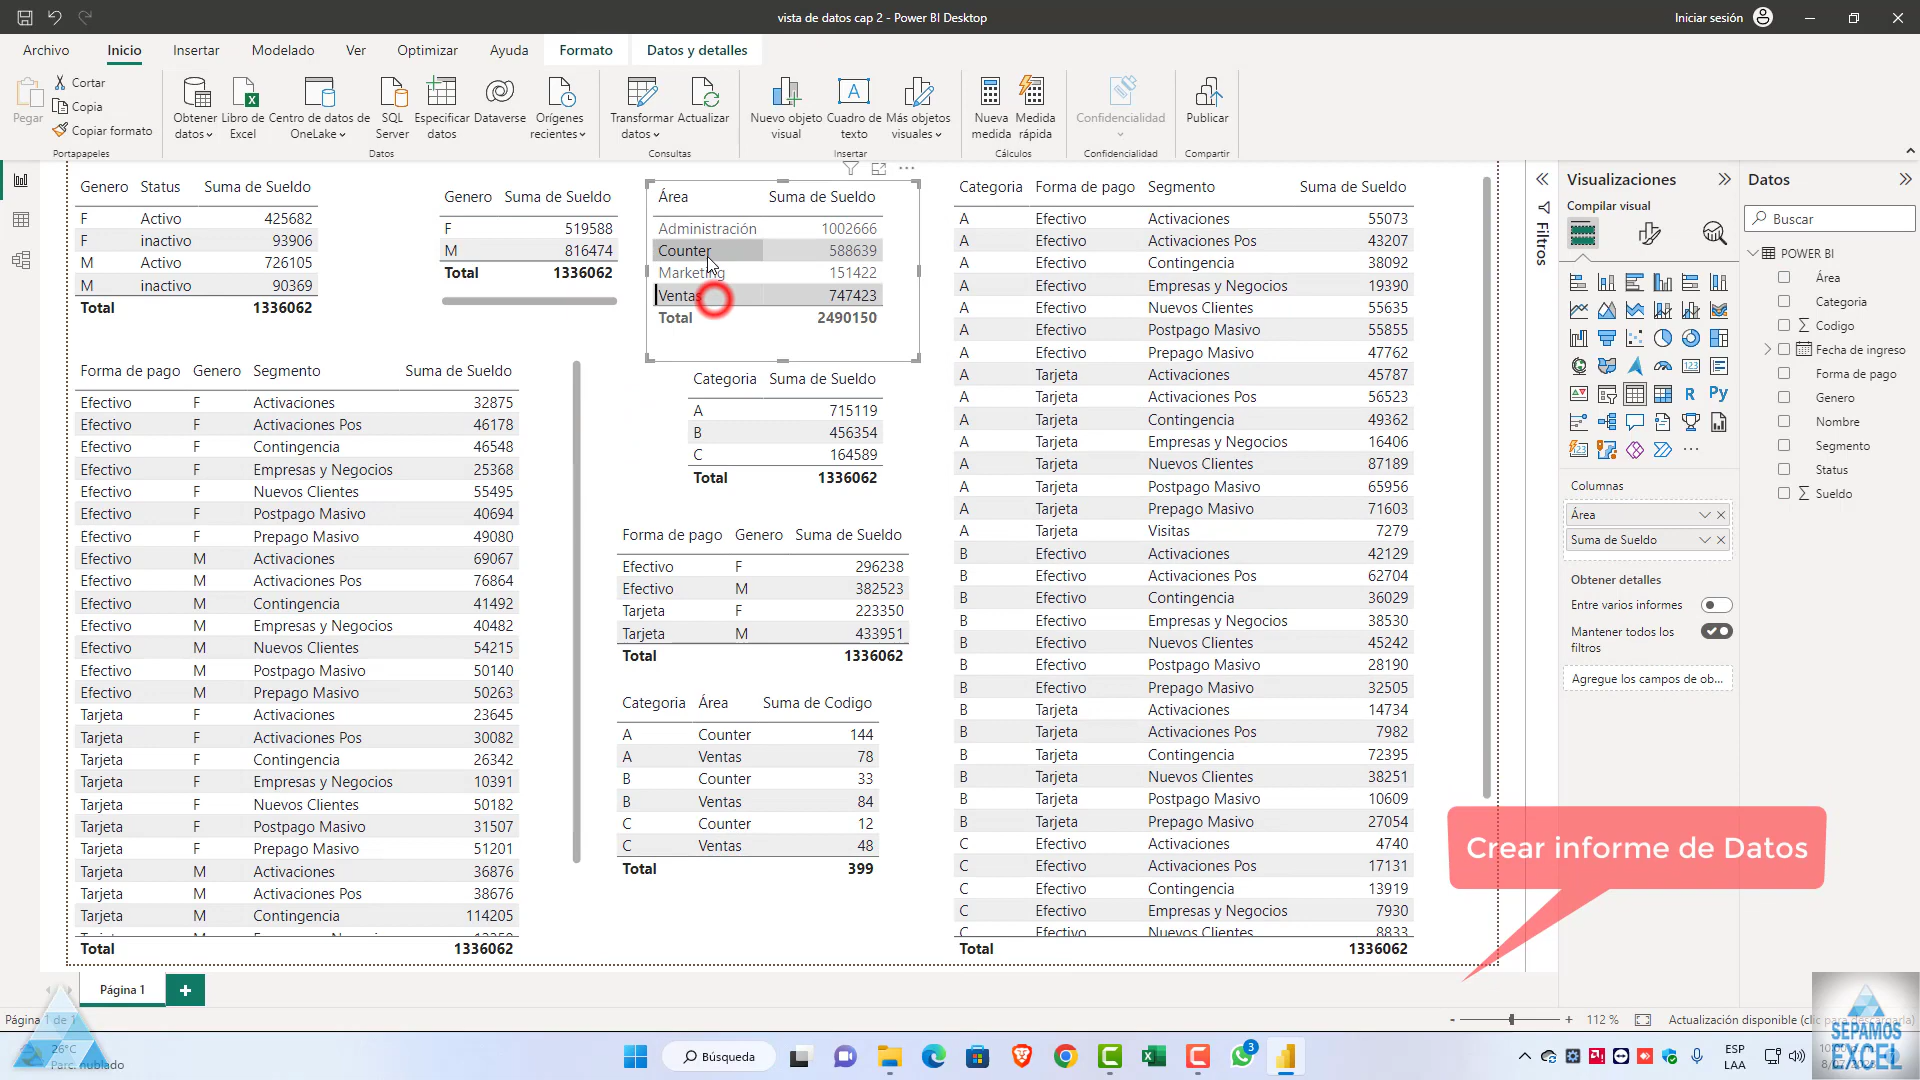 vista de datos cap 2 - Power BI Desktop
Iniciar sesión
Archivo Inicio Insertar Modelado Ver Optimizar Ayuda Formato Datos y detalles
Pegar
Cortar
Copia
Copiar formato
Portapapeles
Obtener datos
Libro de Excel
Centro de datos de OneLake
SQL Server
Especificar datos
Dataverse
Orígenes recientes
Datos
Transformar datos
Actualizar
Consultas
Nuevo objeto visual
Cuadro de texto
Más objetos visuales
Insertar
Nueva medida
Medida rápida
Cálculos
Confidencialidad
Confidencialidad
Publicar
Compartir
Genero Status Suma de Sueldo
F Activo 425682
F inactivo 93906
M Activo 726105
M inactivo 90369
Total 1336062
Genero Suma de Sueldo
F 519588
M 816474
Total 1336062
Área Suma de Sueldo
Administración 1002666
Counter 588639
Marketing 151422
Ventas 747423
Total 2490150
Forma de pago Genero Segmento Suma de Sueldo
Efectivo F Activaciones 32875
Efectivo F Activaciones Pos 46178
Efectivo F Contingencia 46548
Efectivo F Empresas y Negocios 25368
Efectivo F Nuevos Clientes 55495
Efectivo F Postpago Masivo 40694
Efectivo F Prepago Masivo 49080
Efectivo M Activaciones 69067
Efectivo M Activaciones Pos 76864
Efectivo M Contingencia 41492
Efectivo M Empresas y Negocios 40482
Efectivo M Nuevos Clientes 54215
Efectivo M Postpago Masivo 50140
Efectivo M Prepago Masivo 50263
Tarjeta F Activaciones 23645
Tarjeta F Activaciones Pos 30082
Tarjeta F Contingencia 26342
Tarjeta F Empresas y Negocios 10391
Tarjeta F Nuevos Clientes 50182
Tarjeta F Postpago Masivo 31507
Tarjeta F Prepago Masivo 51201
Tarjeta M Activaciones 36876
Tarjeta M Activaciones Pos 38676
Tarjeta M Contingencia 114205
Total 1336062
Categoria Suma de Sueldo
A 715119
B 456354
C 164589
Total 1336062
Forma de pago Genero Suma de Sueldo
Efectivo F 296238
Efectivo M 382523
Tarjeta F 223350
Tarjeta M 433951
Total 1336062
Categoria Área Suma de Codigo
A Counter 144
A Ventas 78
B Counter 33
B Ventas 84
C Counter 12
C Ventas 48
Total 399
Categoria Forma de pago Segmento Suma de Sueldo
A Efectivo Activaciones 55073
A Efectivo Activaciones Pos 43207
A Efectivo Contingencia 38092
A Efectivo Empresas y Negocios 19390
A Efectivo Nuevos Clientes 55635
A Efectivo Postpago Masivo 55855
A Efectivo Prepago Masivo 47762
A Tarjeta Activaciones 45787
A Tarjeta Activaciones Pos 56523
A Tarjeta Contingencia 49362
A Tarjeta Empresas y Negocios 16406
A Tarjeta Nuevos Clientes 87189
A Tarjeta Postpago Masivo 65956
A Tarjeta Prepago Masivo 71603
A Tarjeta Visitas 7279
B Efectivo Activaciones 42129
B Efectivo Activaciones Pos 62704
B Efectivo Contingencia 36029
B Efectivo Empresas y Negocios 38530
B Efectivo Nuevos Clientes 45242
B Efectivo Postpago Masivo 28190
B Efectivo Prepago Masivo 32505
B Tarjeta Activaciones 14734
B Tarjeta Activaciones Pos 7982
B Tarjeta Contingencia 72395
B Tarjeta Nuevos Clientes 38251
B Tarjeta Postpago Masivo 10609
B Tarjeta Prepago Masivo 27054
C Efectivo Activaciones 4740
C Efectivo Activaciones Pos 17131
C Efectivo Contingencia 13919
C Efectivo Empresas y Negocios 7930
C Efectivo Nuevos Clientes 8833
Total 1336062
Filtros
Visualizaciones
Compilar visual
R Py
Columnas
Área
Suma de Sueldo
Obtener detalles
Entre varios informes
Mantener todos los
filtros
Agregue los campos de ob...
Datos
Buscar
POWER BI
Área
Categoria
Codigo
Fecha de ingreso
Forma de pago
Genero
Nombre
Segmento
Status
Sueldo
Crear informe de Datos
Página 1
Página 1 de 1
112 %
Actualización disponible (clic para descargarla)
26°C
Parc. nublado
Búsqueda
3
ESP
LAA
SEPAMOS
EXCEL